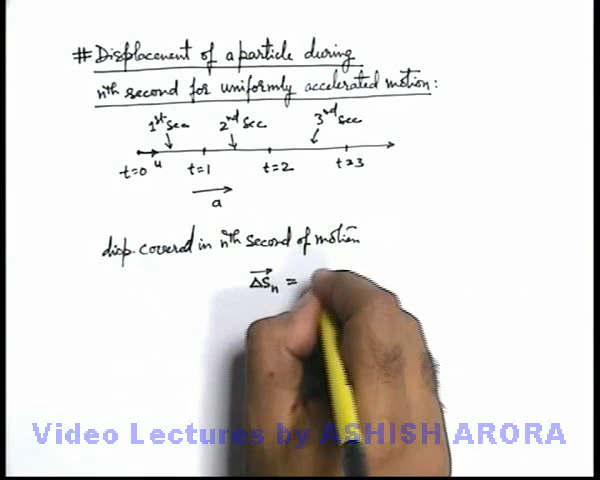 # Displacement of a particle during
nth second for uniformly accelerated motion:
1st sec 2nd sec 3rd sec
t=0 u t=1 t=2 t=3
a
disp. covered in nth second of motion
ΔSn =
Video Lectures by ASHISH ARORA